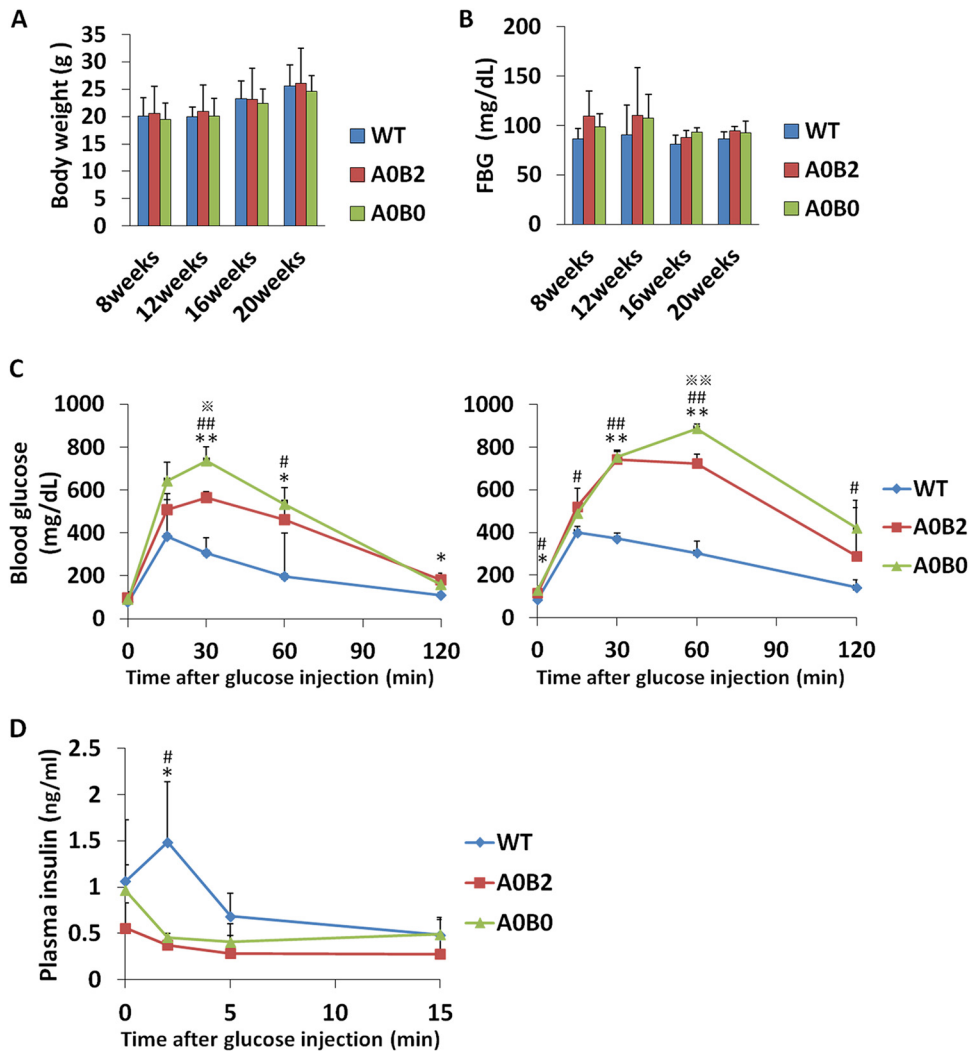 A
Body weight (g)
35
30
25
20
15
10
5
0
8weeks
12weeks
16weeks
20weeks
WT
A0B2
A0B0
B
FBG (mg/dL)
200
150
100
50
0
8weeks
12weeks
16weeks
20weeks
WT
A0B2
A0B0
C
Blood glucose
(mg/dL)
1000
800
600
400
200
0
※
##
**
#
*
*
0 30 60 90 120
Time after glucose injection (min)
1000
800
600
400
200
0
#
*
#
##
**
※※
##
**
#
0 30 60 90 120
Time after glucose injection (min)
WT
A0B2
A0B0
D
Plasma insulin (ng/ml)
2.5
2
1.5
1
0.5
0
#
*
0 5 10 15
Time after glucose injection (min)
WT
A0B2
A0B0